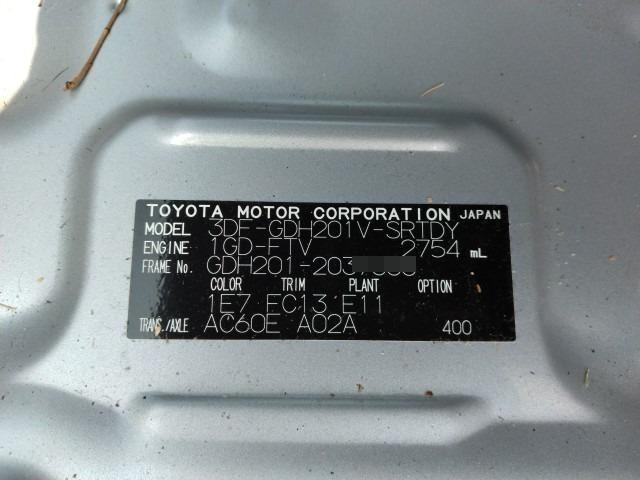 TOYOTA MOTOR CORPORATION JAPAN
MODEL 3DF-GDH201V-SRTDY
ENGINE 1GD-FTV 2754 mL
FRAME No. GDH201-203
COLOR TRIM PLANT OPTION
1E7 FC13 E11
TRANS./AXLE AC60E A02A 400